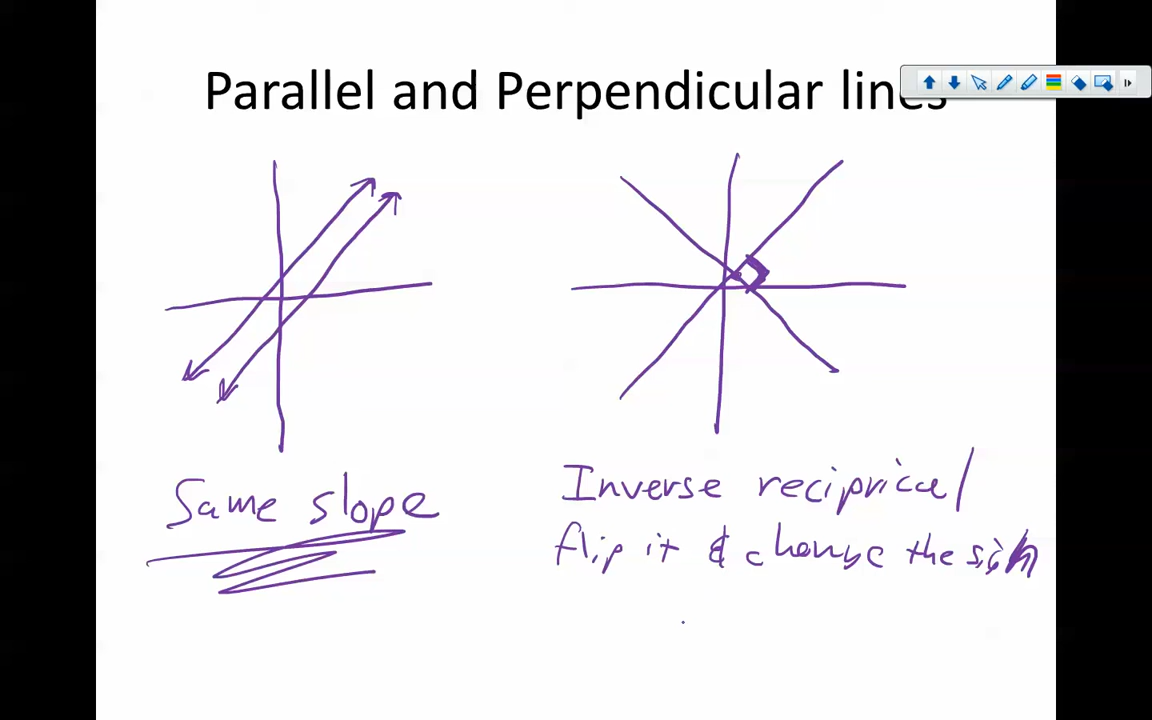 Parallel and Perpendicular lines
Same slope
Inverse reciprical
flip it & change the sign